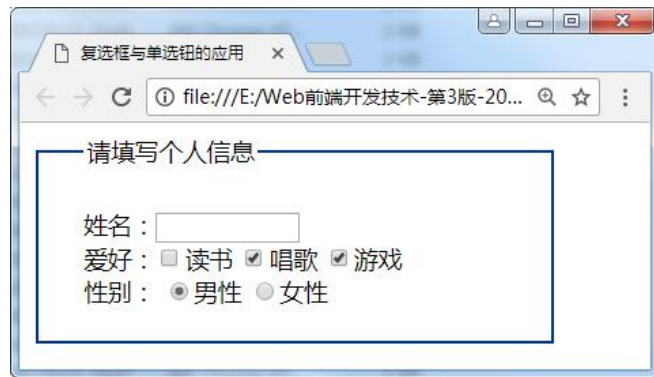 复选框与单选钮的应用
file:///E:/Web前端开发技术-第3版-20...
请填写个人信息
姓名：
爱好： 读书 唱歌 游戏
性别： 男性 女性